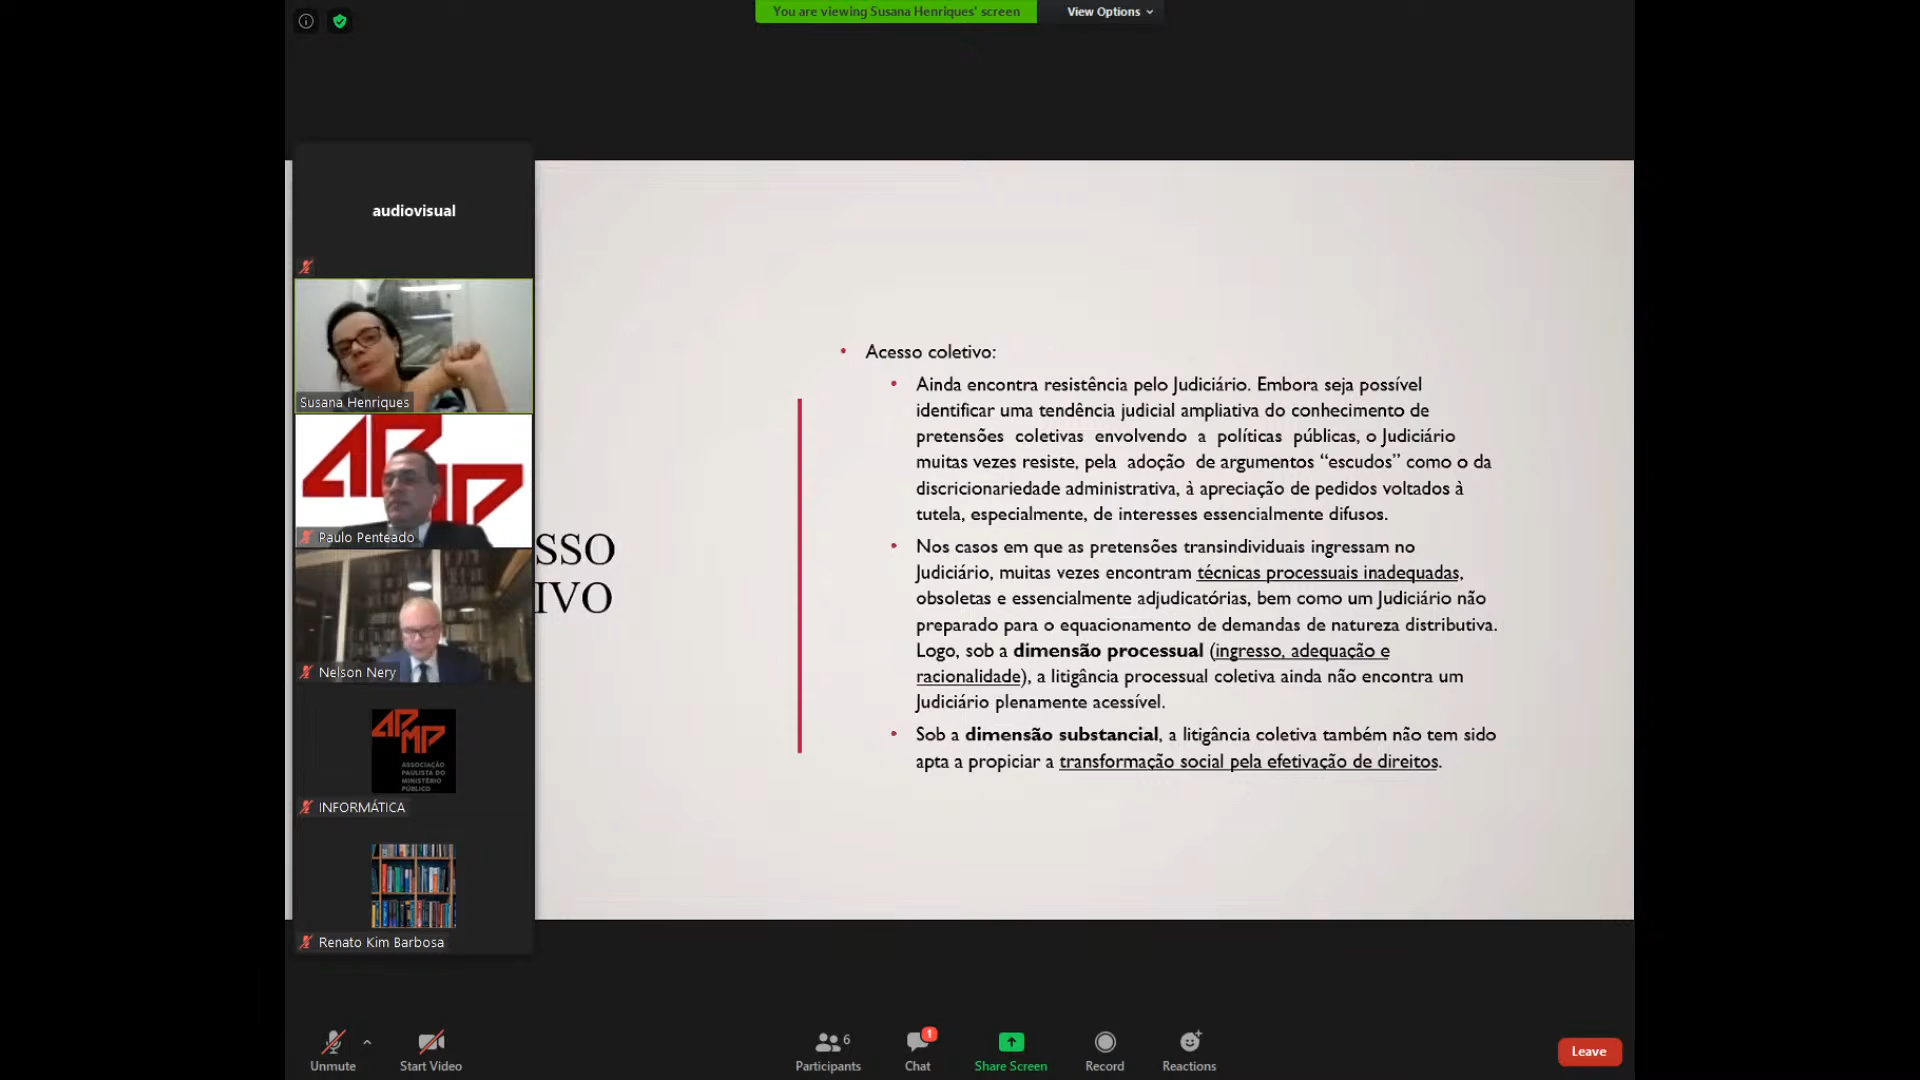 You are viewing Susana Henriques' screen
View Options
audiovisual
Susana Henriques
Paulo Penteado
Nelson Nery
APMP
ASSOCIAÇÃO
PAULISTA DO
MINISTÉRIO
PÚBLICO
INFORMÁTICA
Renato Kim Barbosa
SSO
IVO
• Acesso coletivo:
• Ainda encontra resistência pelo Judiciário. Embora seja possível
identificar uma tendência judicial ampliativa do conhecimento de
pretensões coletivas envolvendo a políticas públicas, o Judiciário
muitas vezes resiste, pela adoção de argumentos “escudos” como o da
discricionariedade administrativa, à apreciação de pedidos voltados à
tutela, especialmente, de interesses essencialmente difusos.
• Nos casos em que as pretensões transindividuais ingressam no
Judiciário, muitas vezes encontram técnicas processuais inadequadas,
obsoletas e essencialmente adjudicatórias, bem como um Judiciário não
preparado para o equacionamento de demandas de natureza distributiva.
Logo, sob a dimensão processual (ingresso, adequação e
racionalidade), a litigância processual coletiva ainda não encontra um
Judiciário plenamente acessível.
• Sob a dimensão substancial, a litigância coletiva também não tem sido
apta a propiciar a transformação social pela efetivação de direitos.
Unmute
Start Video
6
Participants
1
Chat
Share Screen
Record
Reactions
Leave